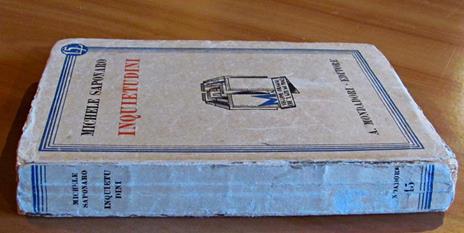 MICHELE SAPONARO
INQUIETUDINI
A. MONDADORI · EDITORE
MICHELE
SAPONARO
INQUIETU
DINI
15